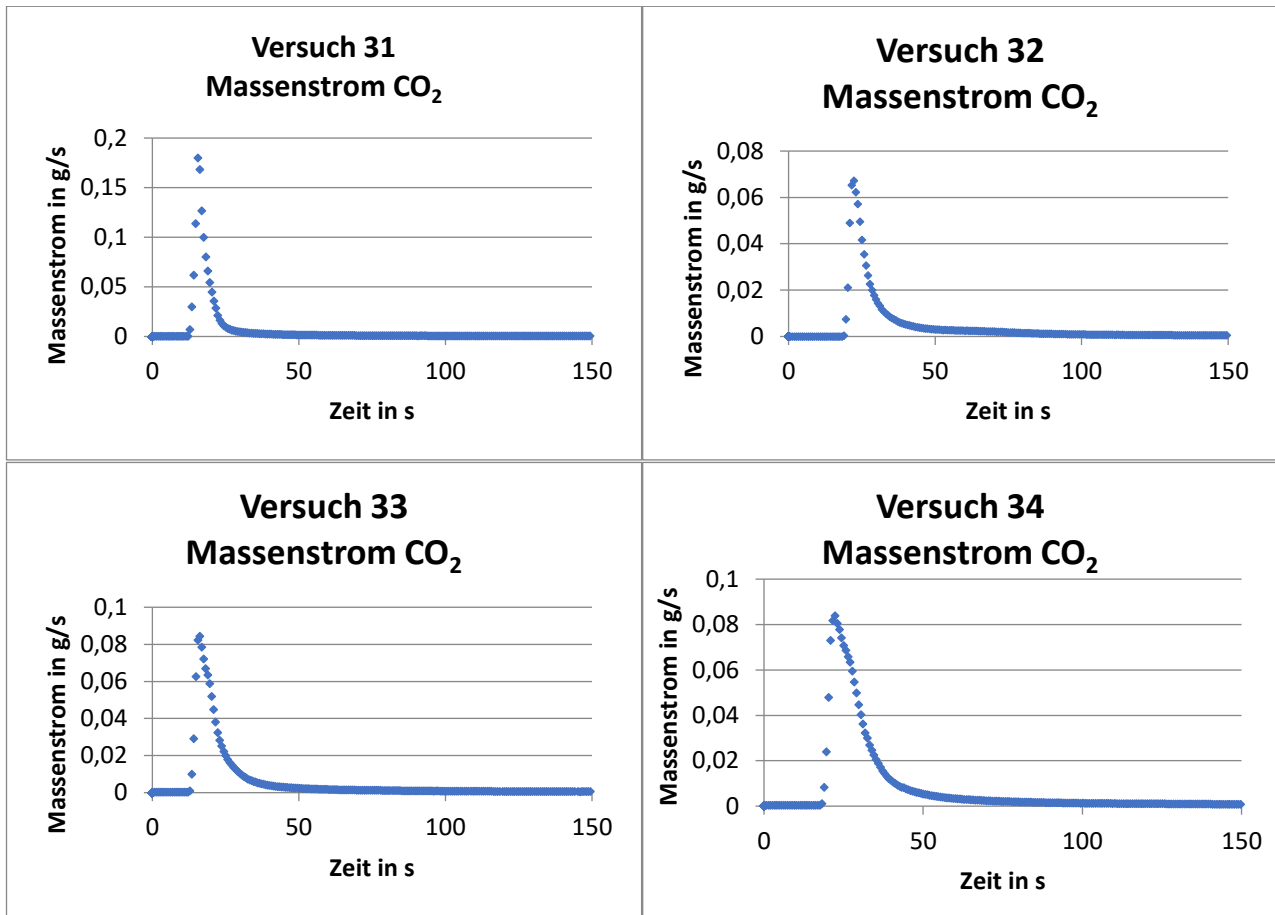 Versuch 31
Massenstrom CO₂
Massenstrom in g/s
0,2
0,15
0,1
0,05
0
0 50 100 150
Zeit in s
Versuch 32
Massenstrom CO₂
Massenstrom in g/s
0,08
0,06
0,04
0,02
0
0 50 100 150
Zeit in s
Versuch 33
Massenstrom CO₂
Massenstrom in g/s
0,1
0,08
0,06
0,04
0,02
0
0 50 100 150
Zeit in s
Versuch 34
Massenstrom CO₂
Massenstrom in g/s
0,1
0,08
0,06
0,04
0,02
0
0 50 100 150
Zeit in s